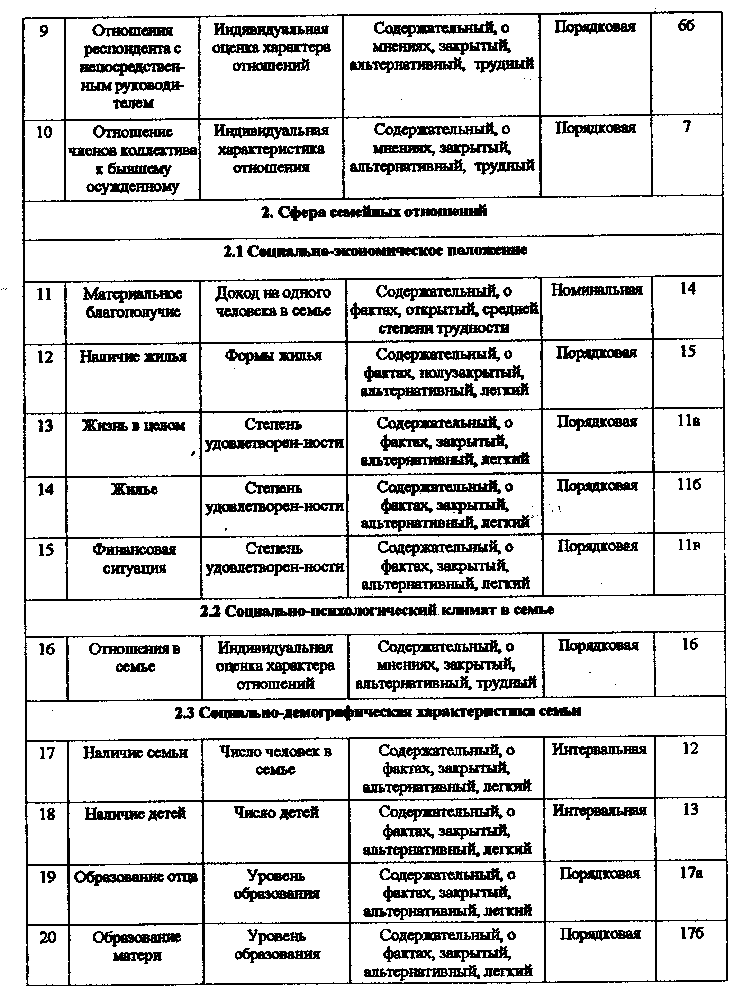 9 Отношения Индивидуальная Содержательный, о Порядковая 6б
респондента с оценка характера мнениях, закрытый,
непосредствен- отношений альтернативный, трудный
ным руководи-
телем
10 Отношение Индивидуальная Содержательный, о Порядковая 7
членов коллектива характеристика мнениях, закрытый,
к бывшему отношения альтернативный, трудный
осужденному
2. Сфера семейных отношений
2.1 Социально-экономическое положение
11 Материальное Доход на одного Содержательный, о Номинальная 14
благополучие человека в семье фактах, открытый, средней
степени трудности
12 Наличие жилья Формы жилья Содержательный, о Порядковая 15
фактах, полузакрытый,
альтернативный, легкий
13 Жизнь в целом Степень Содержательный, о Порядковая 11а
удовлетворен-ности фактах, закрытый,
альтернативный, легкий
14 Жилье Степень Содержательный, о Порядковая 11б
удовлетворен-ности фактах, закрытый,
альтернативный, легкий
15 Финансовая Степень Содержательный, о Порядковая 11в
ситуация удовлетворен-ности фактах, закрытый,
альтернативный, легкий
2.2 Социально-психологический климат в семье
16 Отношения в Индивидуальная Содержательный, о Порядковая 16
семье оценка характера мнениях, закрытый,
отношений альтернативный, трудный
2.3 Социально-демографическая характеристика семьи
17 Наличие семьи Число человек в Содержательный, о Интервальная 12
семье фактах, закрытый,
альтернативный, легкий
18 Наличие детей Число детей Содержательный, о Интервальная 13
фактах, закрытый,
альтернативный, легкий
19 Образование отца Уровень Содержательный, о Порядковая 17а
образования фактах, закрытый,
альтернативный, легкий
20 Образование Уровень Содержательный, о Порядковая 17б
матери образования фактах, закрытый,
альтернативный, легкий